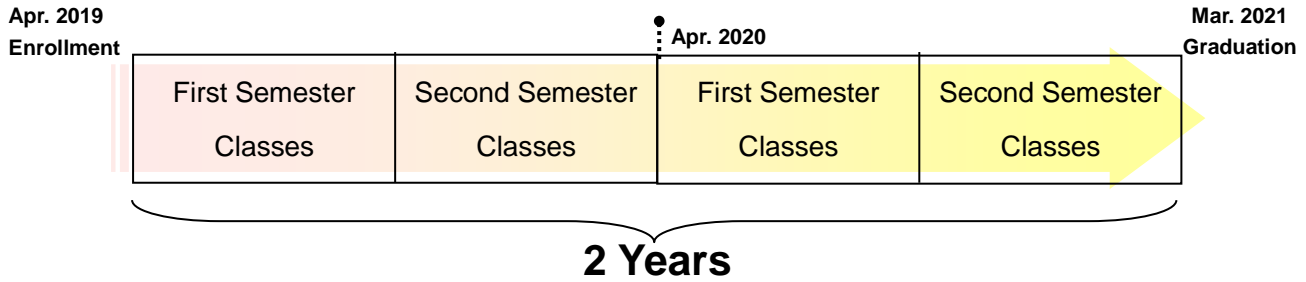 Apr. 2019
Enrollment
Apr. 2020
Mar. 2021
Graduation
First Semester
Classes
Second Semester
Classes
First Semester
Classes
Second Semester
Classes
2 Years